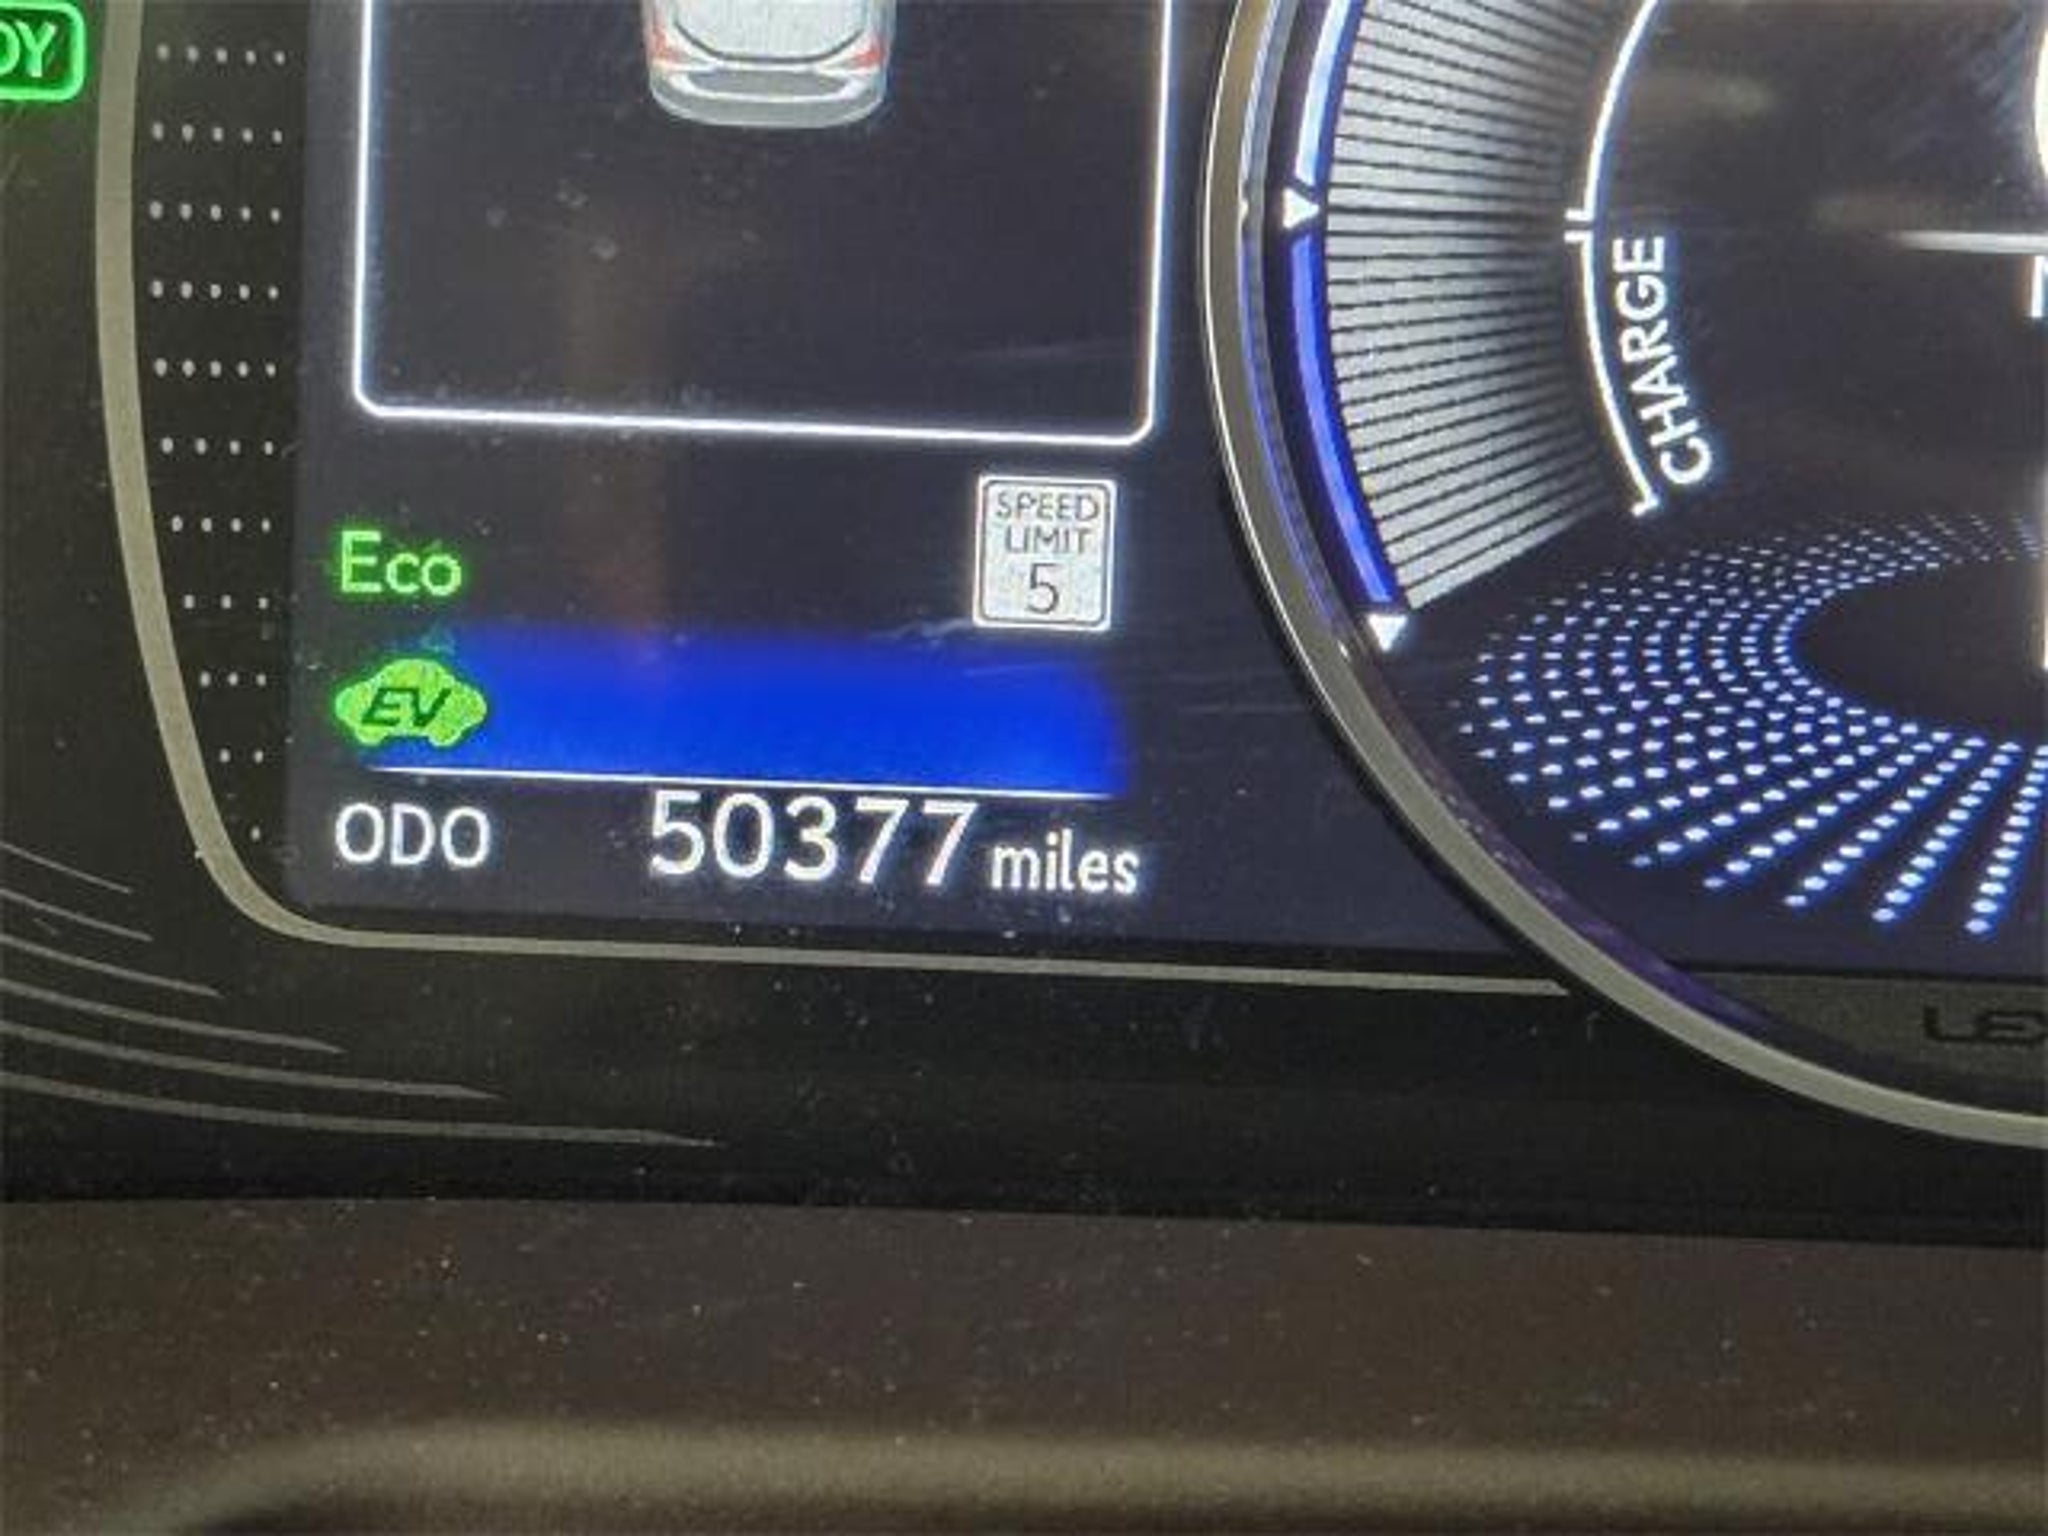 CHARGE
SPEED
LIMIT
5
Eco
EV
ODO 50377 miles